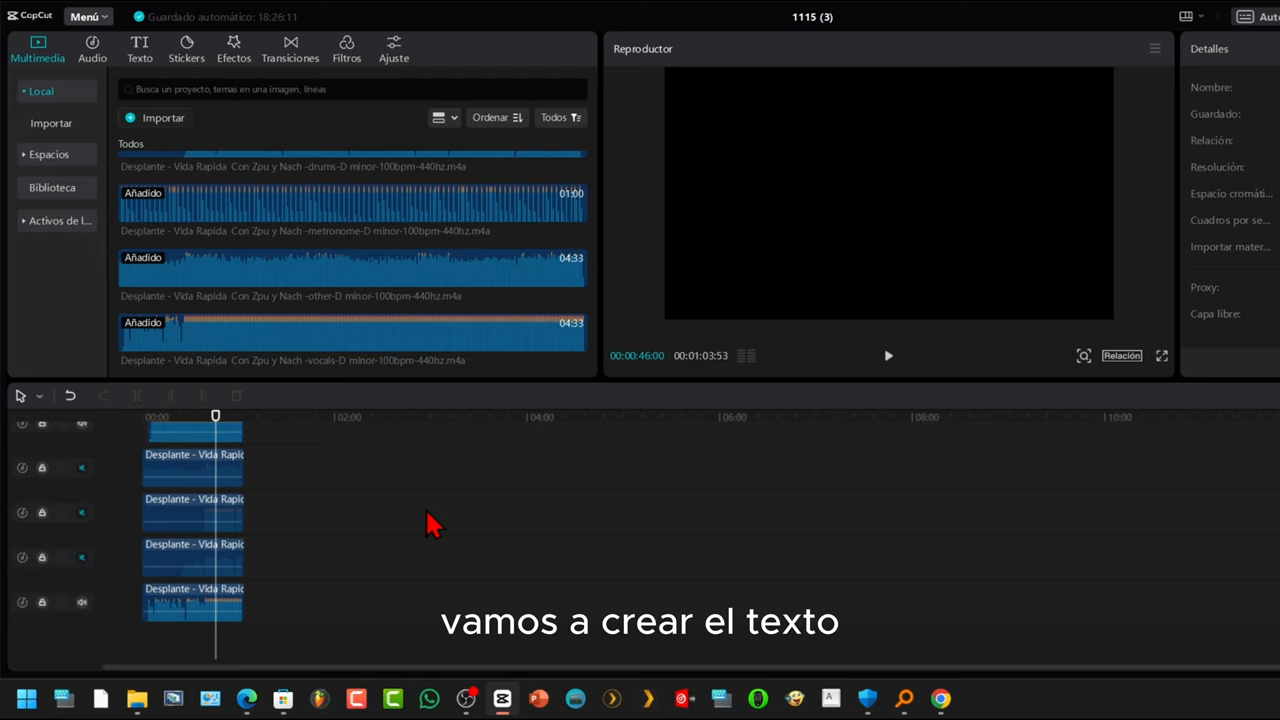 CapCut
Menú
Guardado automático: 18:26:11
1115 (3)
Multimedia
Audio
Texto
Stickers
Efectos
Transiciones
Filtros
Ajuste
Local
Importar
Espacios
Biblioteca
Activos de l...
Busca un proyecto, temas en una imagen, líneas
Importar
Ordenar
Todos
Todos
Desplante - Vida Rapida Con Zpu y Nach -drums-D minor-100bpm-440hz.m4a
Añadido
01:00
Desplante - Vida Rapida Con Zpu y Nach -metronome-D minor-100bpm-440hz.m4a
Añadido
04:33
Desplante - Vida Rapida Con Zpu y Nach -other-D minor-100bpm-440hz.m4a
Añadido
04:33
Desplante - Vida Rapida Con Zpu y Nach -vocals-D minor-100bpm-440hz.m4a
Reproductor
00:00:46:00
00:01:03:53
Relación
Detalles
Nombre:
Guardado:
Relación:
Resolución:
Espacio cromáti...
Cuadros por se...
Importar mater...
Proxy:
Capa libre:
00:00
02:00
04:00
06:00
08:00
10:00
Desplante - Vida Rapid
Desplante - Vida Rapid
Desplante - Vida Rapid
Desplante - Vida Rapid
vamos a crear el texto